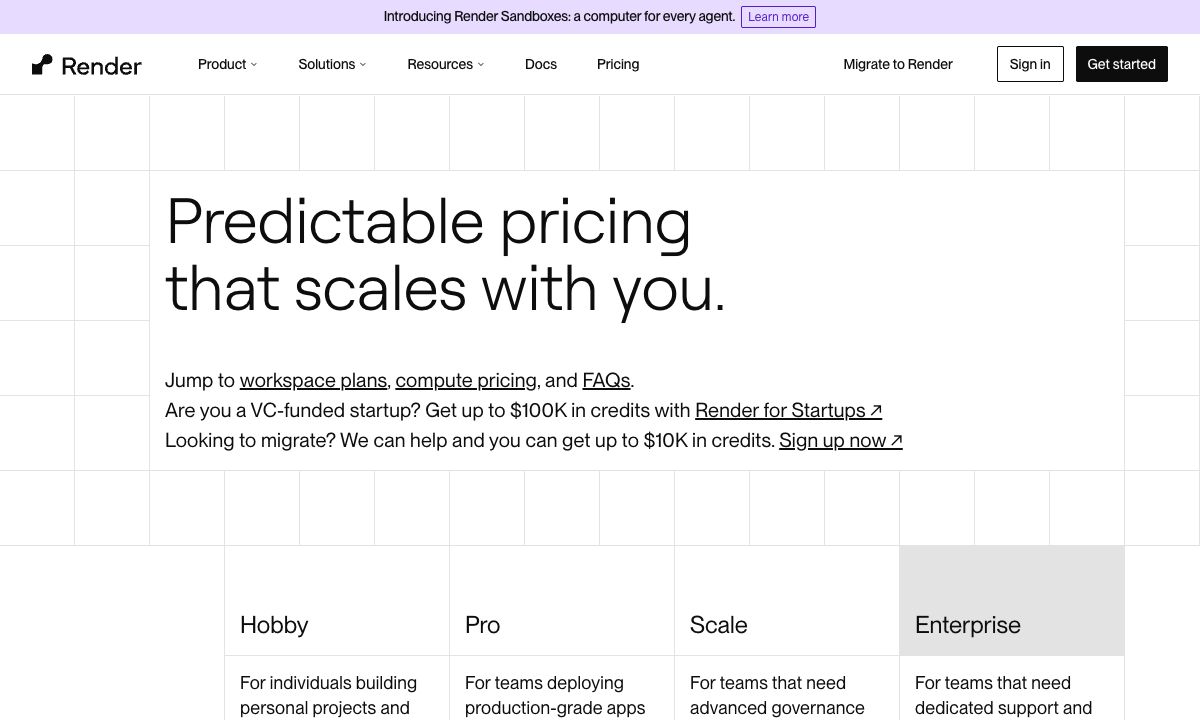 Introducing Render Sandboxes: a computer for every agent. Learn more
Render Product Solutions Resources Docs Pricing Migrate to Render Sign in Get started
Predictable pricing
that scales with you.
Jump to workspace plans, compute pricing, and FAQs.
Are you a VC-funded startup? Get up to $100K in credits with Render for Startups ↗
Looking to migrate? We can help and you can get up to $10K in credits. Sign up now ↗
Hobby Pro Scale Enterprise
For individuals building
personal projects and
For teams deploying
production-grade apps
For teams that need
advanced governance
For teams that need
dedicated support and